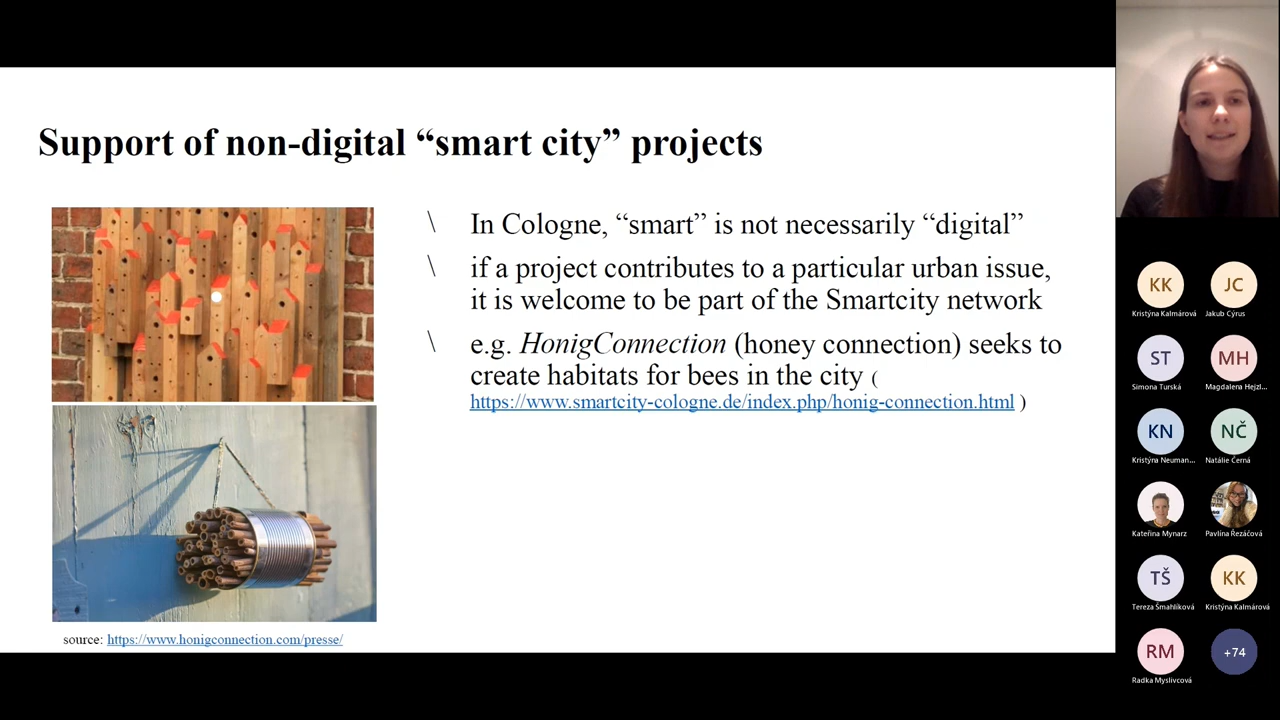 Support of non-digital “smart city” projects
\ In Cologne, “smart” is not necessarily “digital”
\ if a project contributes to a particular urban issue,
it is welcome to be part of the Smartcity network
\ e.g. HonigConnection (honey connection) seeks to
create habitats for bees in the city (
https://www.smartcity-cologne.de/index.php/honig-connection.html )
source: https://www.honigconnection.com/presse/
KK JC
Kristýna Kalmárová Jakub Cýrus
ST MH
Simona Turská Magdalena Hejzl...
KN NČ
Kristýna Neuman... Natálie Černá
Kateřina Mynarz Pavlína Řezáčová
TŠ KK
Tereza Šmahlíková Kristýna Kalmárová
RM +74
Radka Myslivcová